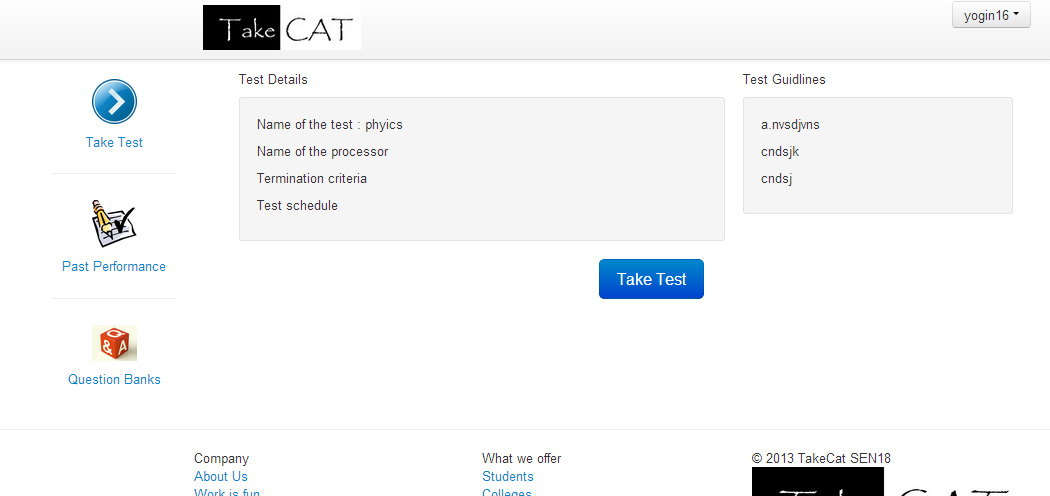 Take CAT
yogin16
Take Test
Past Performance
Q
& A
Question Banks
Test Details
Name of the test : phyics
Name of the processor
Termination criteria
Test schedule
Take Test
Test Guidlines
a.nvsdjvns
cndsjk
cndsj
Company
About Us
Work is fun
What we offer
Students
Colleges
© 2013 TakeCat SEN18
Take CAT